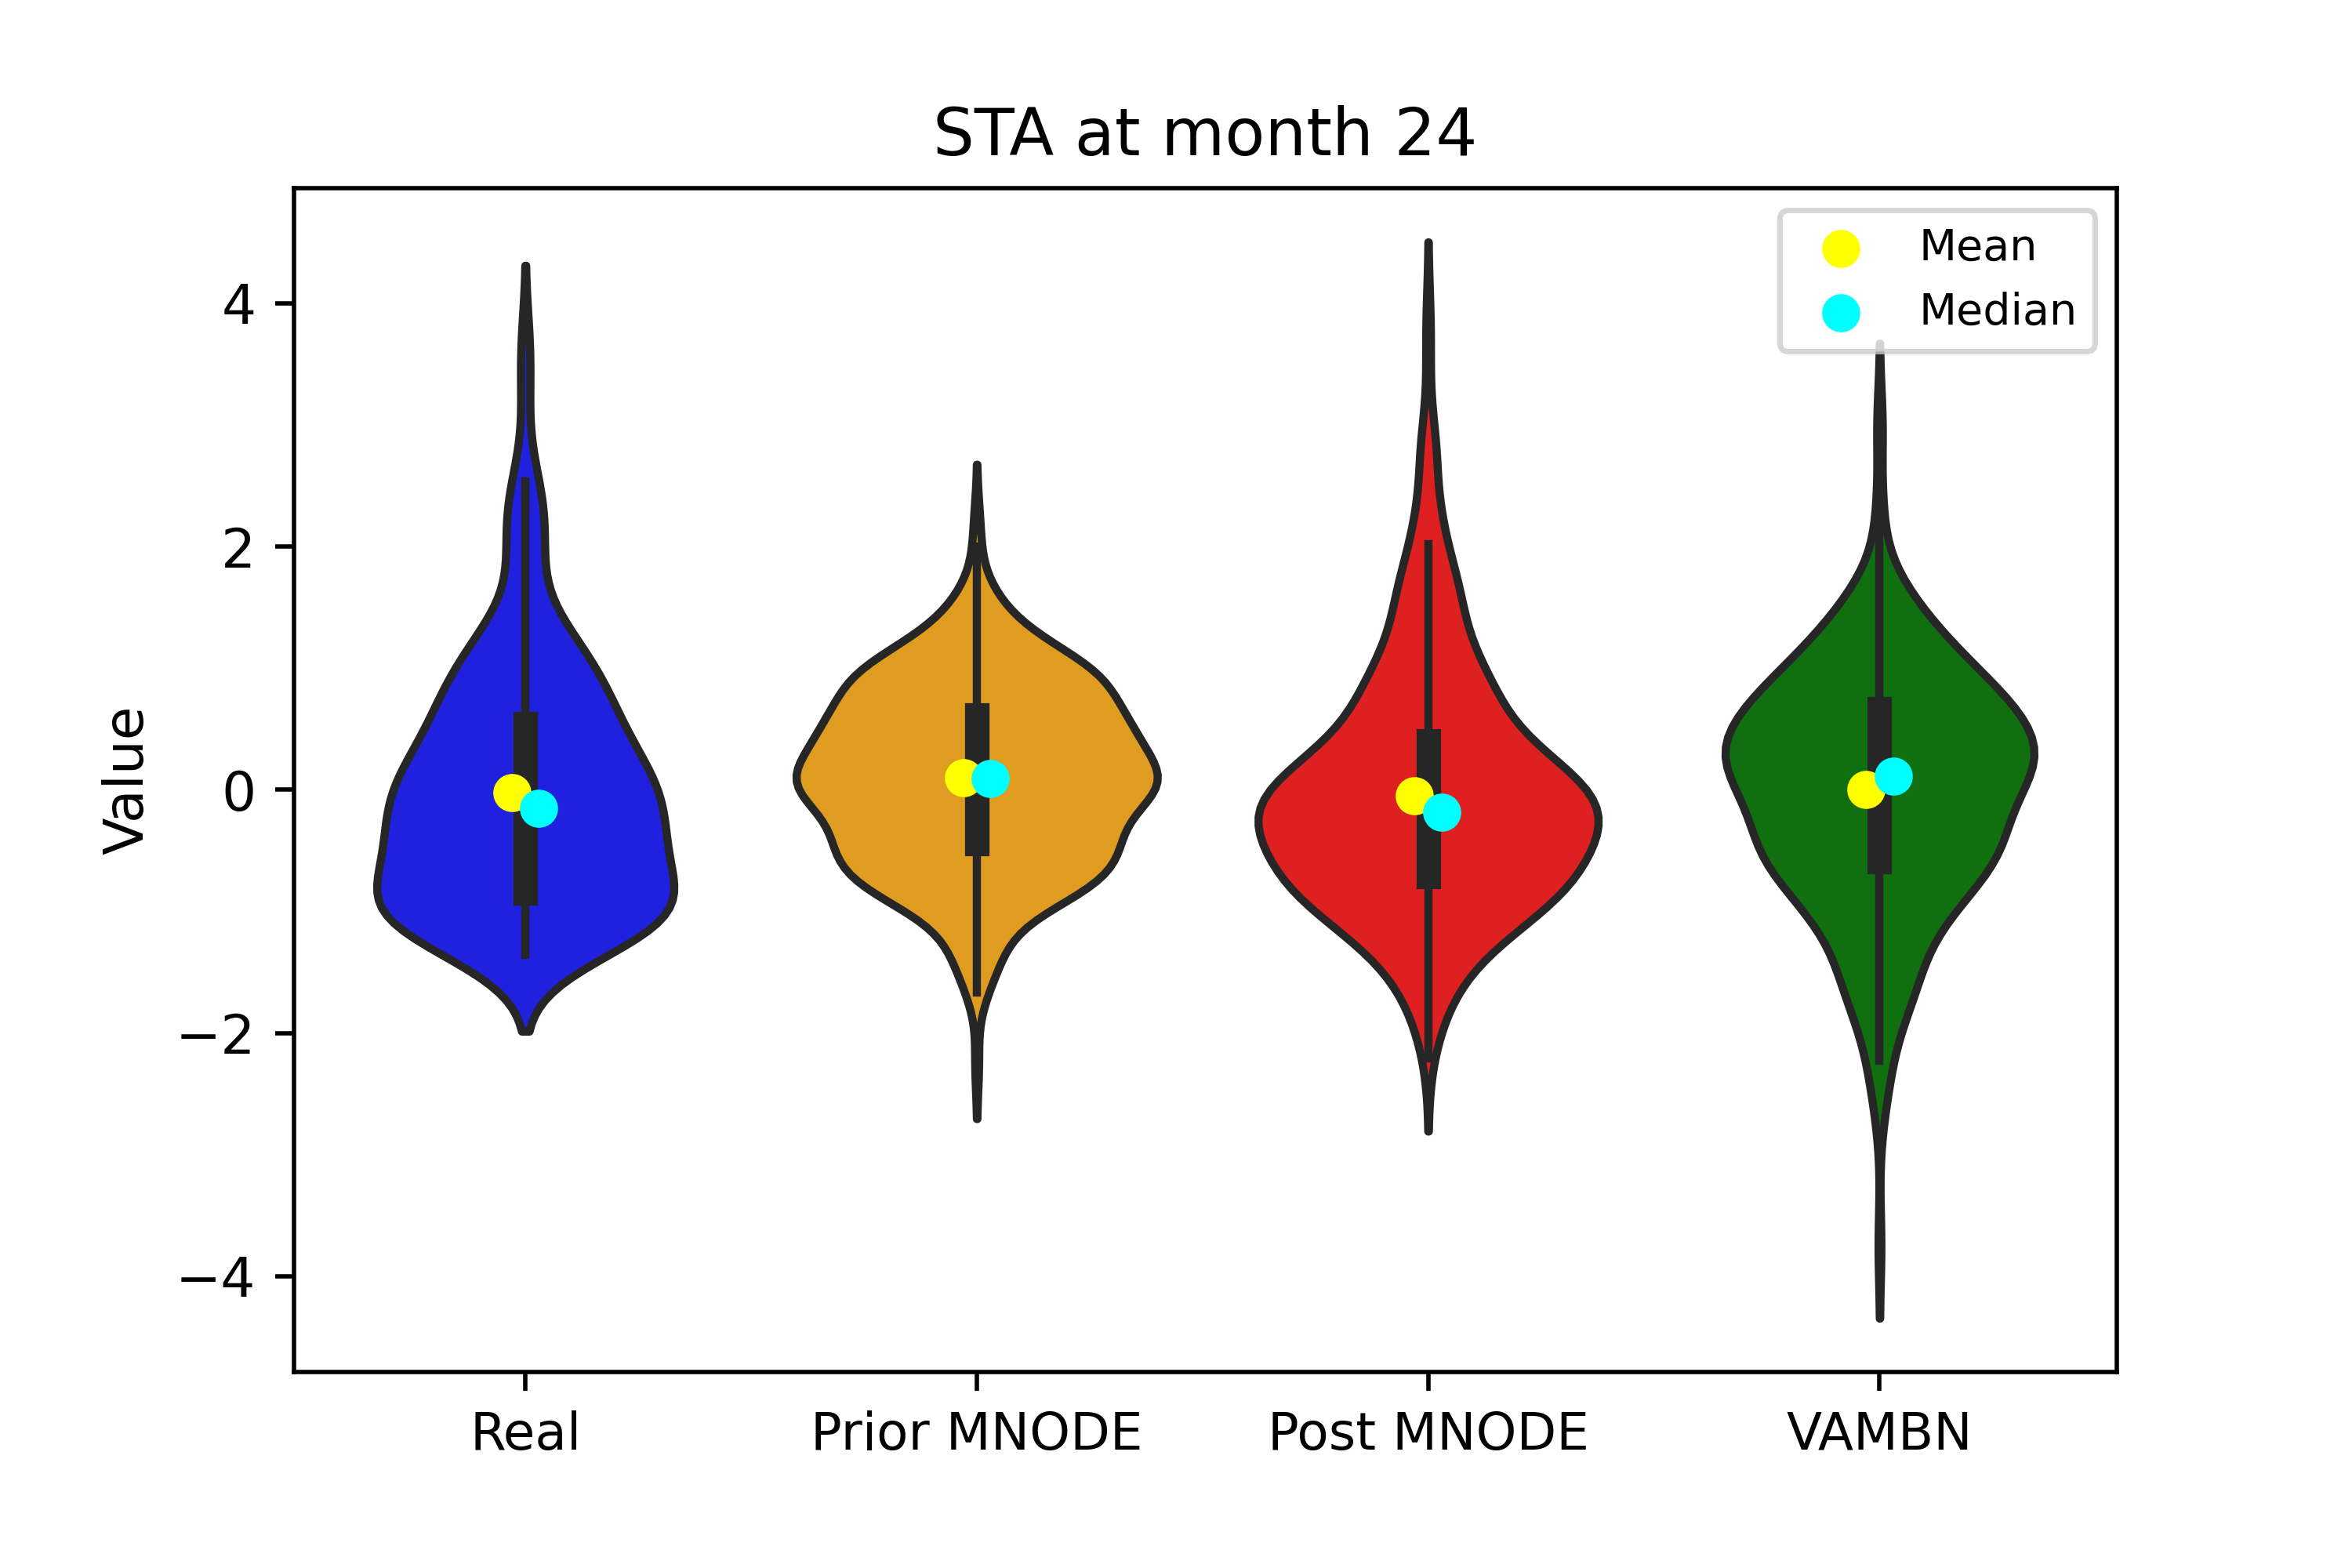 STA at month 24
Mean
Median
Value
4
2
0
−2
−4
Real
Prior MNODE
Post MNODE
VAMBN